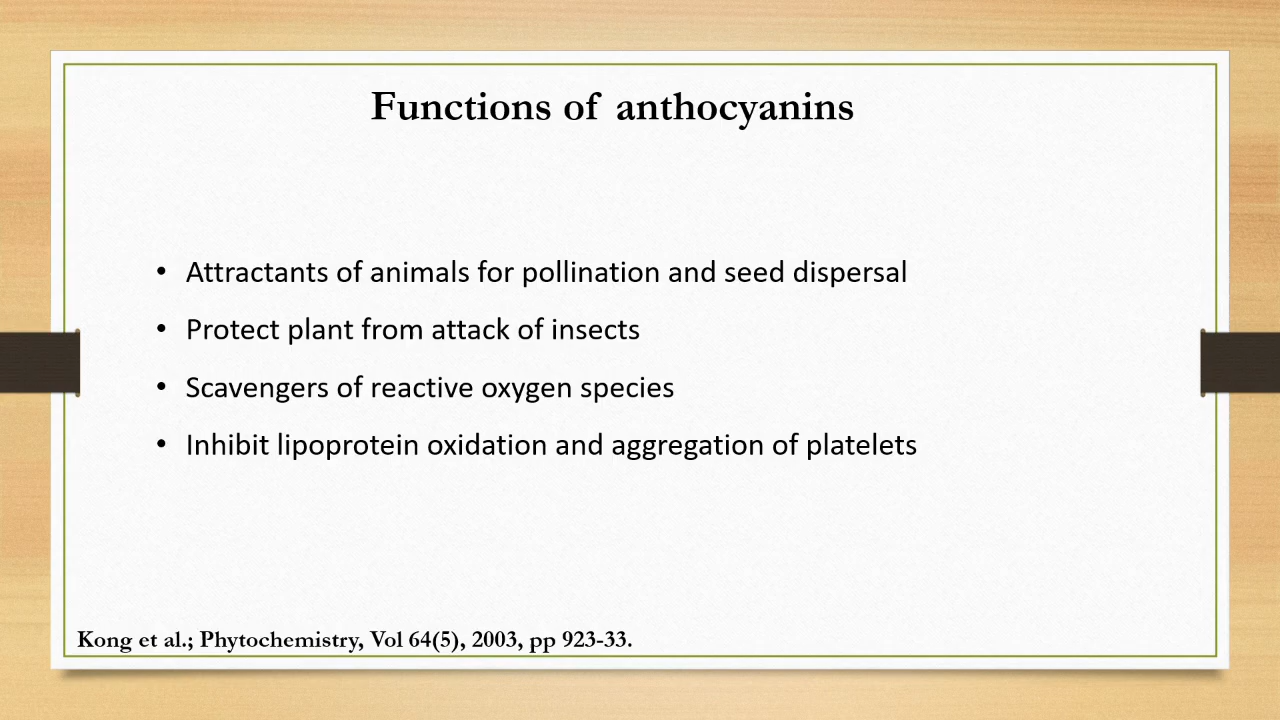 Functions of anthocyanins
• Attractants of animals for pollination and seed dispersal
• Protect plant from attack of insects
• Scavengers of reactive oxygen species
• Inhibit lipoprotein oxidation and aggregation of platelets
Kong et al.; Phytochemistry, Vol 64(5), 2003, pp 923-33.